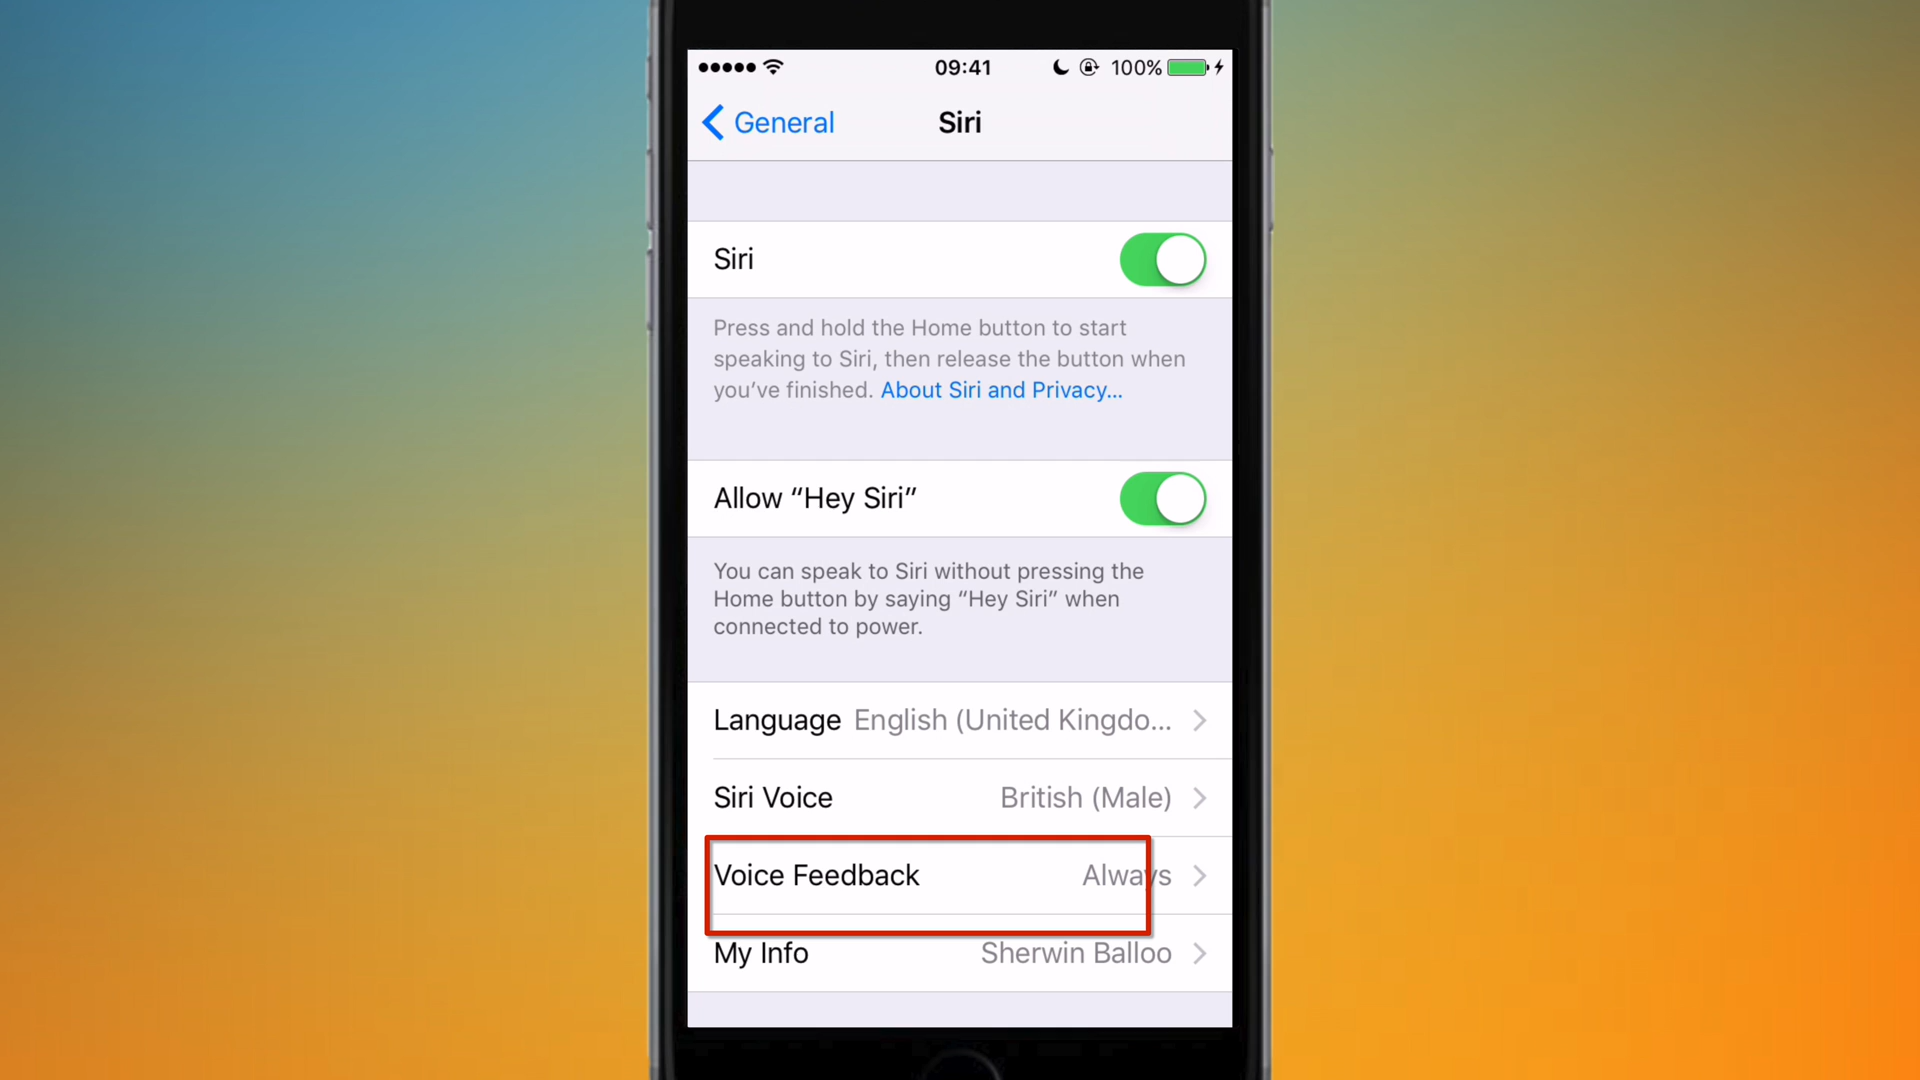 09:41
100%
General
Siri
Siri
Press and hold the Home button to start
speaking to Siri, then release the button when
you’ve finished. About Siri and Privacy...
Allow “Hey Siri”
You can speak to Siri without pressing the
Home button by saying “Hey Siri” when
connected to power.
Language English (United Kingdo...
Siri Voice British (Male)
Voice Feedback Always
My Info Sherwin Balloo